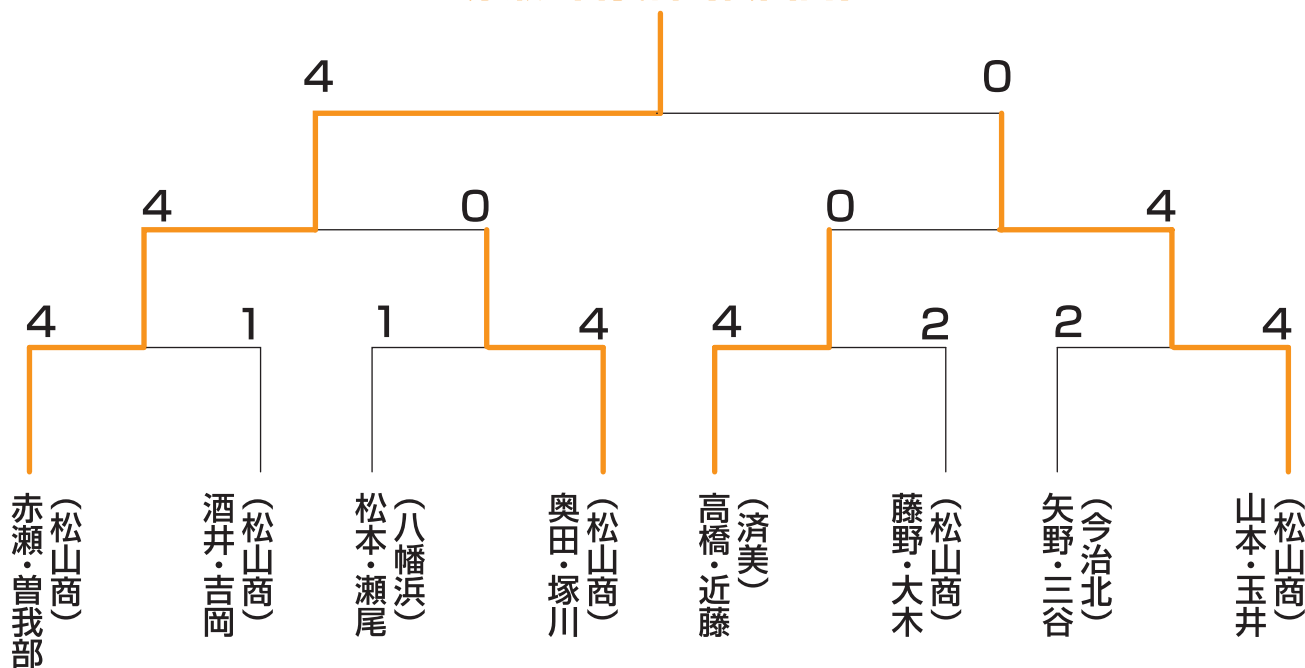 4
0
4
0
0
4
4
1
1
4
4
2
2
4
赤瀬・曽我部
(松山商)
酒井・吉岡
(松山商)
松本・瀬尾
(八幡浜)
奥田・塚川
(松山商)
高橋・近藤
(済美)
藤野・大木
(松山商)
矢野・三谷
(今治北)
山本・玉井
(松山商)